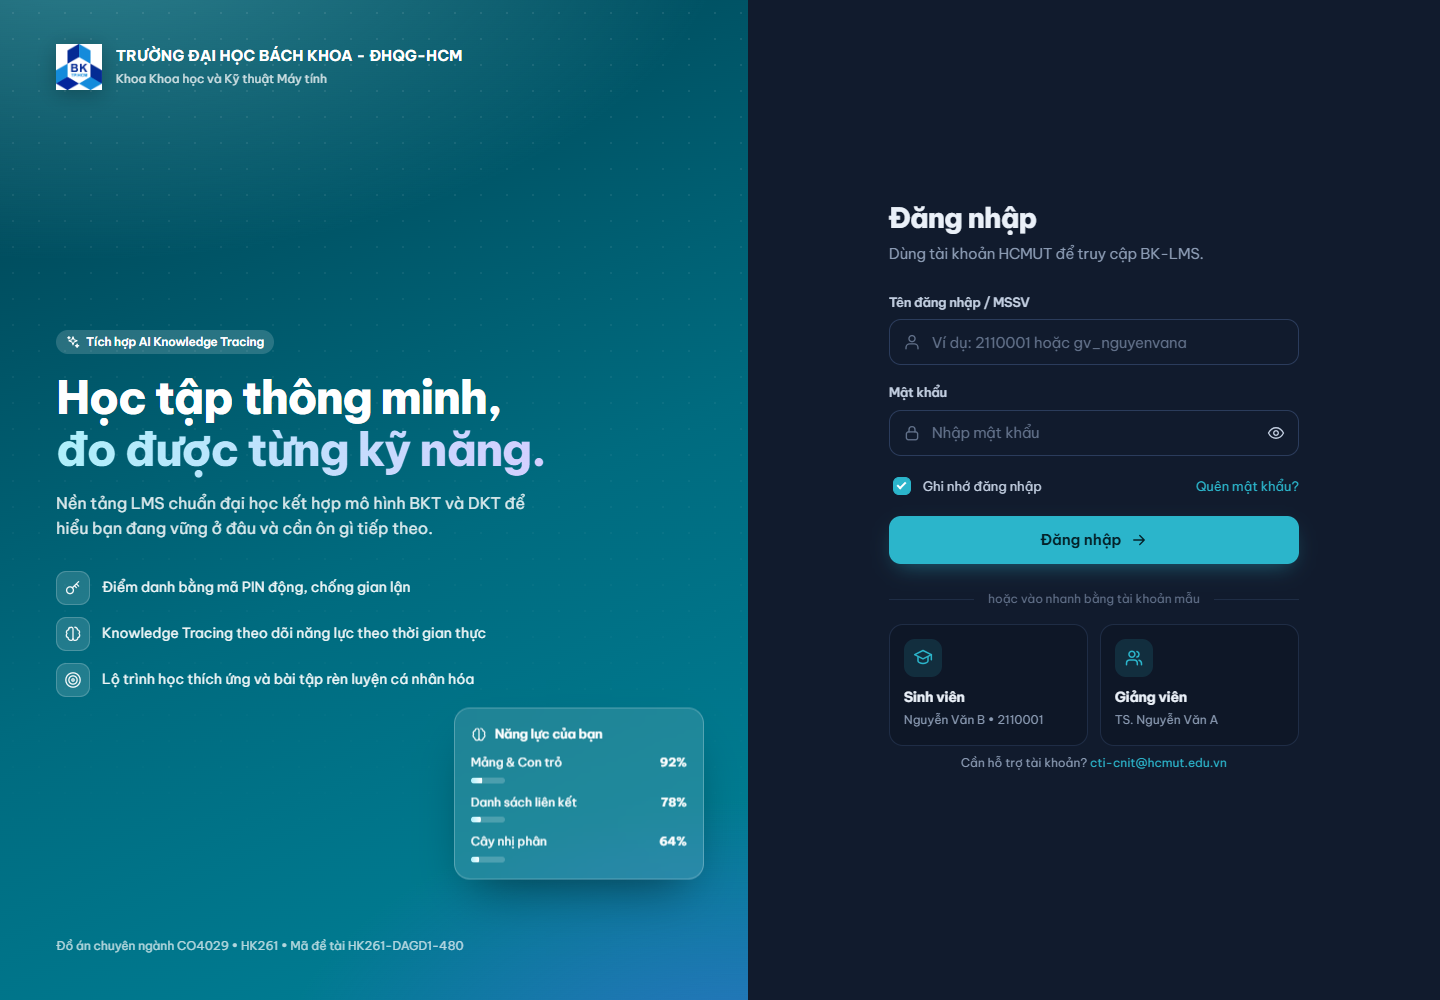 BK
TP.HCM
TRƯỜNG ĐẠI HỌC BÁCH KHOA - ĐHQG-HCM
Khoa Khoa học và Kỹ thuật Máy tính
Tích hợp AI Knowledge Tracing
Học tập thông minh,
đo được từng kỹ năng.
Nền tảng LMS chuẩn đại học kết hợp mô hình BKT và DKT để
hiểu bạn đang vững ở đâu và cần ôn gì tiếp theo.
Điểm danh bằng mã PIN động, chống gian lận
Knowledge Tracing theo dõi năng lực theo thời gian thực
Lộ trình học thích ứng và bài tập rèn luyện cá nhân hóa
Năng lực của bạn
Mảng & Con trỏ 92%
Danh sách liên kết 78%
Cây nhị phân 64%
Đồ án chuyên ngành CO4029 • HK261 • Mã đề tài HK261-DAGD1-480
Đăng nhập
Dùng tài khoản HCMUT để truy cập BK-LMS.
Tên đăng nhập / MSSV
Ví dụ: 2110001 hoặc gv_nguyenvana
Mật khẩu
Nhập mật khẩu
Ghi nhớ đăng nhập Quên mật khẩu?
Đăng nhập
hoặc vào nhanh bằng tài khoản mẫu
Sinh viên
Nguyễn Văn B • 2110001
Giảng viên
TS. Nguyễn Văn A
Cần hỗ trợ tài khoản? cti-cnit@hcmut.edu.vn